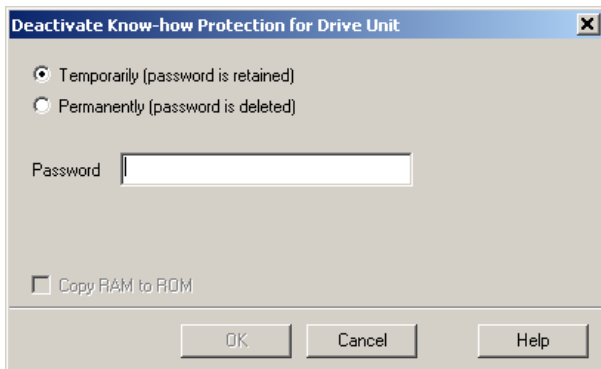 Deactivate Know-how Protection for Drive Unit
Temporarily (password is retained)
Permanently (password is deleted)
Password
Copy RAM to ROM
OK Cancel Help